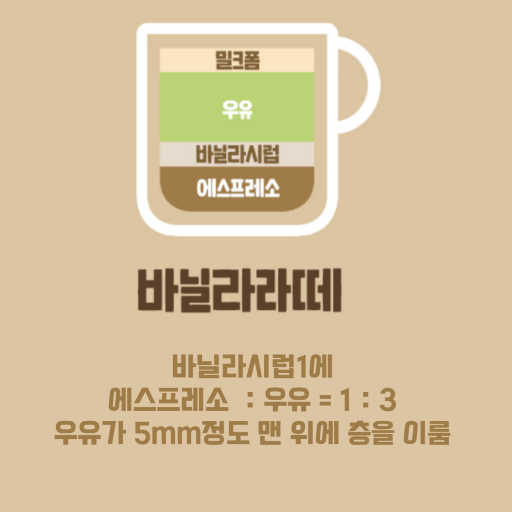 밀크폼
우유
바닐라시럽
에스프레소
바닐라라떼
바닐라시럽1에
에스프레소 : 우유 = 1 : 3
우유가 5mm정도 맨 위에 층을 이룸